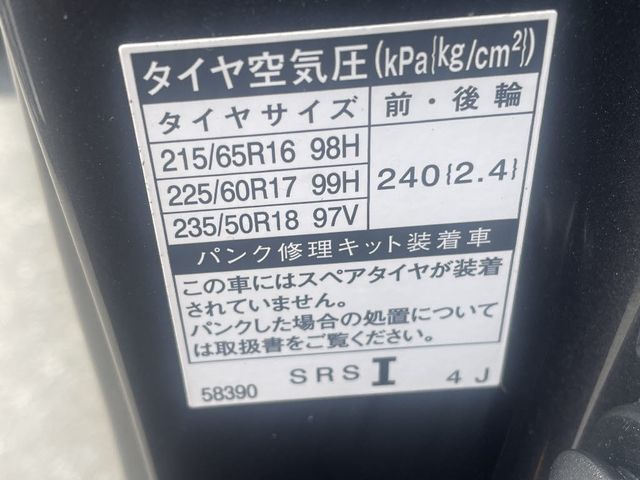 タイヤ空気圧(kPa{kg/cm²})
タイヤサイズ 前・後輪
215/65R16 98H
225/60R17 99H 240{2.4}
235/50R18 97V
パンク修理キット装着車
この車にはスペアタイヤが装着
されていません。
パンクした場合の処置について
は取扱書をご覧ください。
58390 SRS I 4J